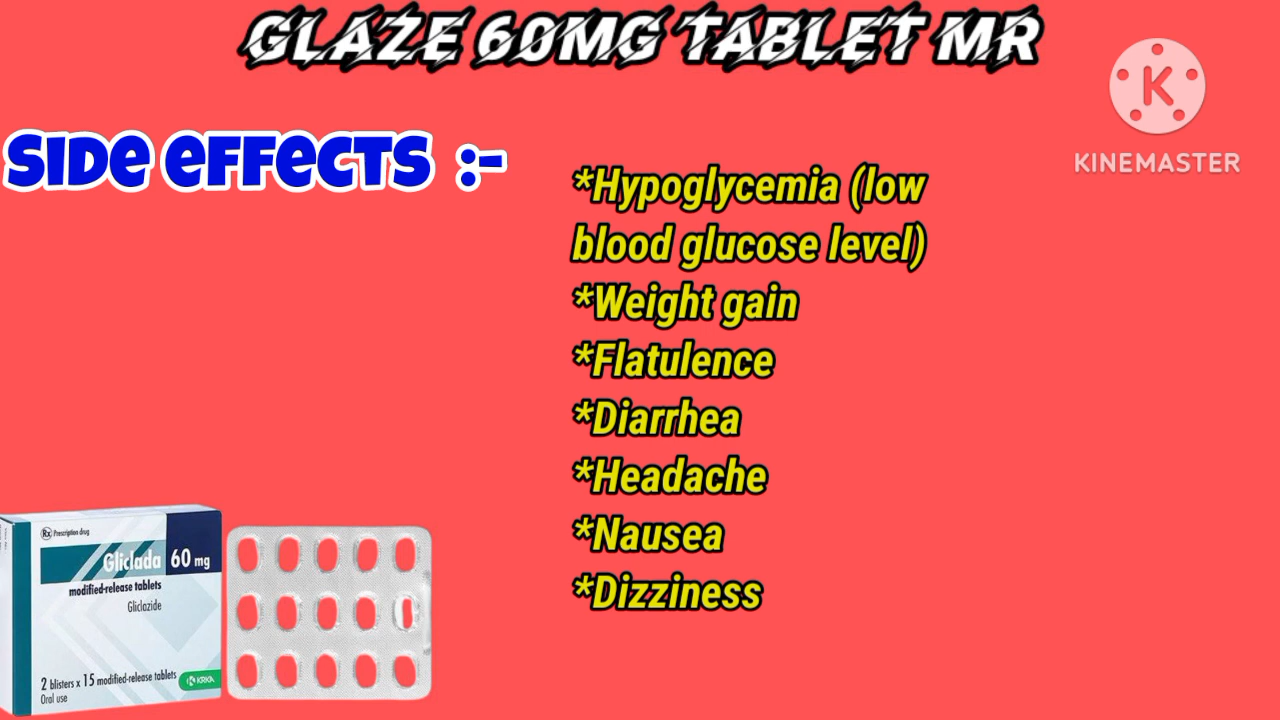 GLAZE 60MG TABLET MR
K
KINEMASTER
SIDE EFFECTS :-
*Hypoglycemia (low
blood glucose level)
*Weight gain
*Flatulence
*Diarrhea
*Headache
*Nausea
*Dizziness
Rx Prescription drug
Gliclada 60 mg
modified-release tablets
Gliclazide
2 blisters x 15 modified-release tablets
Oral use
KRKA